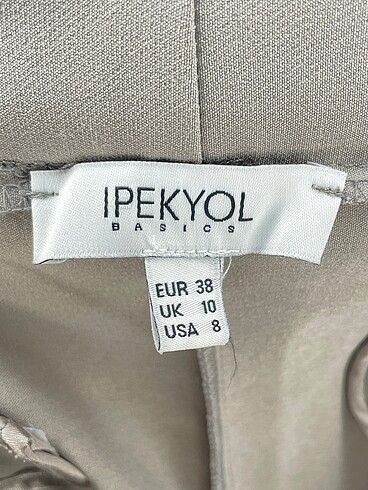 IPEKYOL
BASICS
EUR 38
UK 10
USA 8